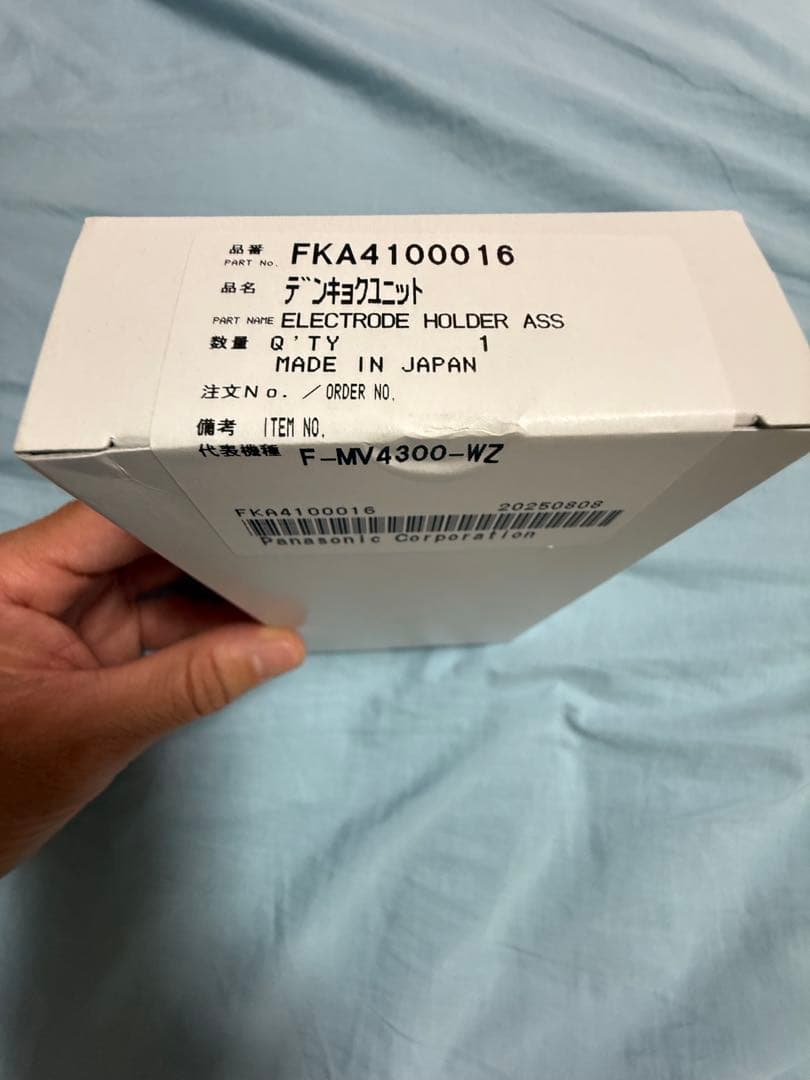 品番 FKA4100016
PART No.
品名 デンキョクユニット
PART NAME ELECTRODE HOLDER ASS
数量 Q'TY 1
MADE IN JAPAN
注文No. / ORDER NO.
備考 ITEM NO.
代表機種 F-MV4300-WZ
FKA4100016 20250808
Panasonic Corporation